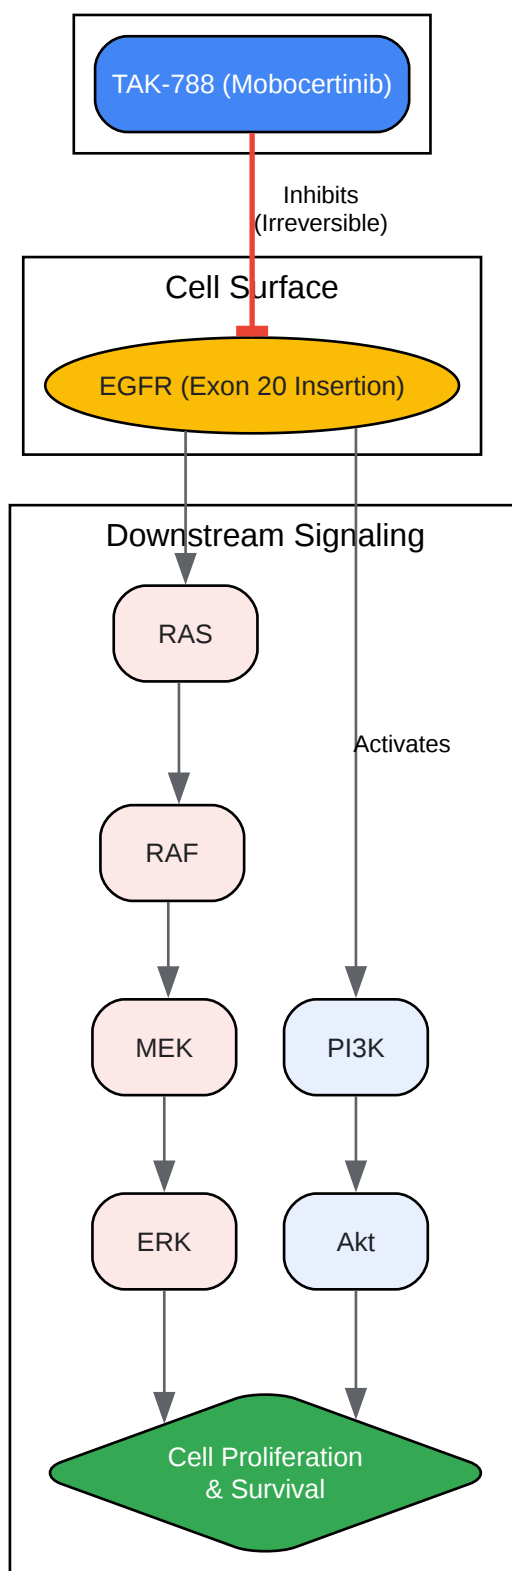 TAK-788 (Mobocertinib)
Inhibits
(Irreversible)
Cell Surface
EGFR (Exon 20 Insertion)
Downstream Signaling
RAS
Activates
RAF
MEK
PI3K
ERK
Akt
Cell Proliferation
& Survival